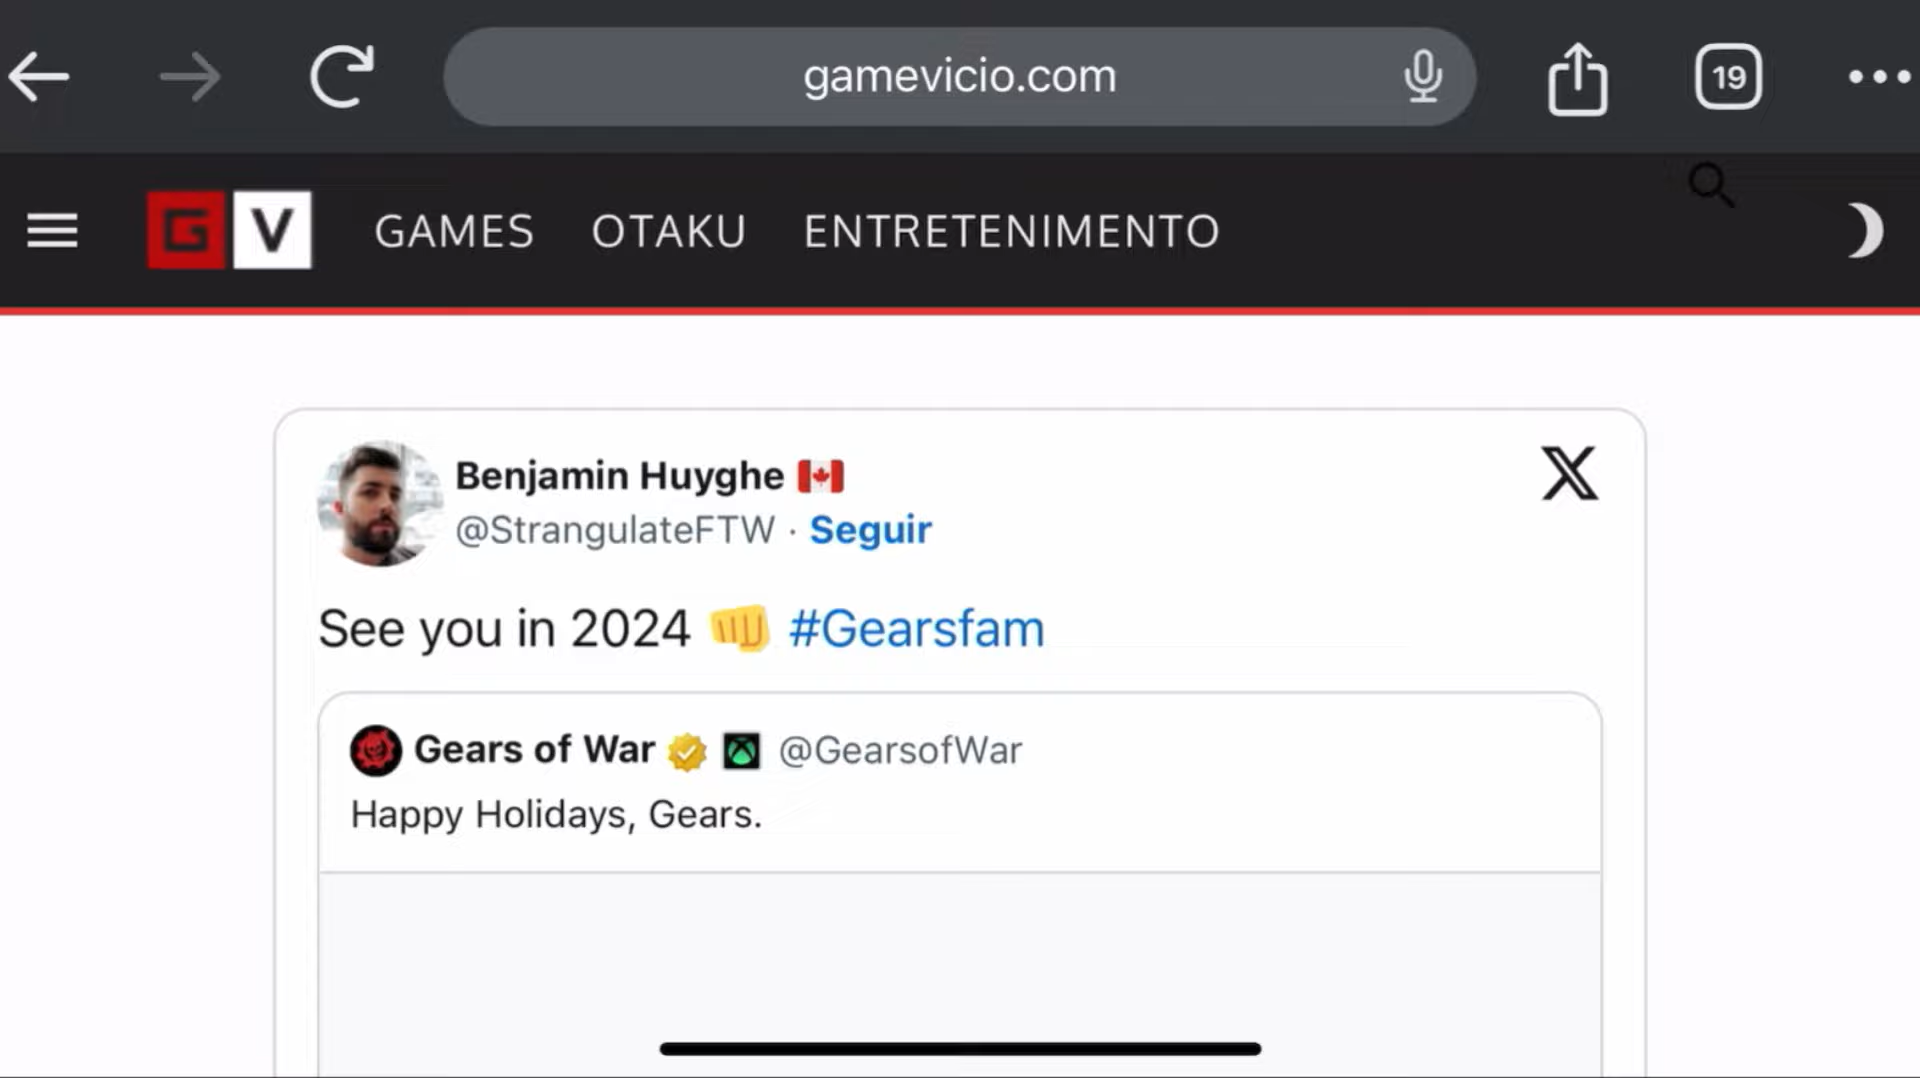 gamevicio.com
19
G V GAMES OTAKU ENTRETENIMENTO
Benjamin Huyghe 🇨🇦
@StrangulateFTW · Seguir
See you in 2024 👊 #Gearsfam
Gears of War @GearsofWar
Happy Holidays, Gears.